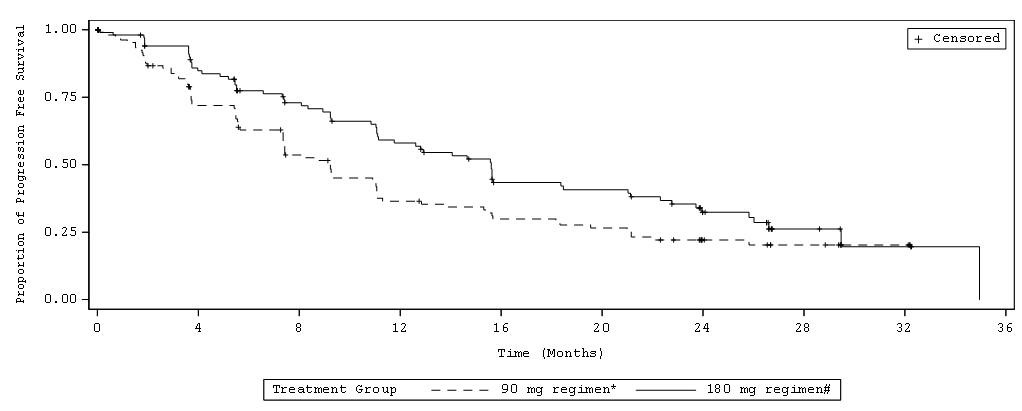 Proportion of Progression Free Survival
1.00
0.75
0.50
0.25
0.00
+ Censored
0 4 8 12 16 20 24 28 32 36
Time (Months)
Treatment Group 90 mg regimen* 180 mg regimen#